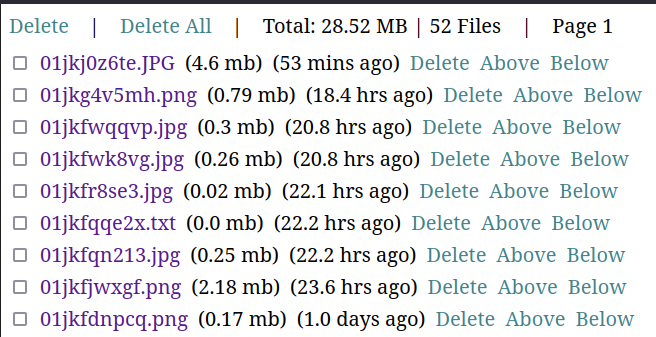 Delete | Delete All | Total: 28.52 MB | 52 Files | Page 1
01jkj0z6te.JPG (4.6 mb) (53 mins ago) Delete Above Below
01jkg4v5mh.png (0.79 mb) (18.4 hrs ago) Delete Above Below
01jkfwqqvp.jpg (0.3 mb) (20.8 hrs ago) Delete Above Below
01jkfwk8vg.jpg (0.26 mb) (20.8 hrs ago) Delete Above Below
01jkfr8se3.jpg (0.02 mb) (22.1 hrs ago) Delete Above Below
01jkfqqe2x.txt (0.0 mb) (22.2 hrs ago) Delete Above Below
01jkfqn213.jpg (0.25 mb) (22.2 hrs ago) Delete Above Below
01jkfjwxgf.png (2.18 mb) (23.6 hrs ago) Delete Above Below
01jkfdnpcq.png (0.17 mb) (1.0 days ago) Delete Above Below